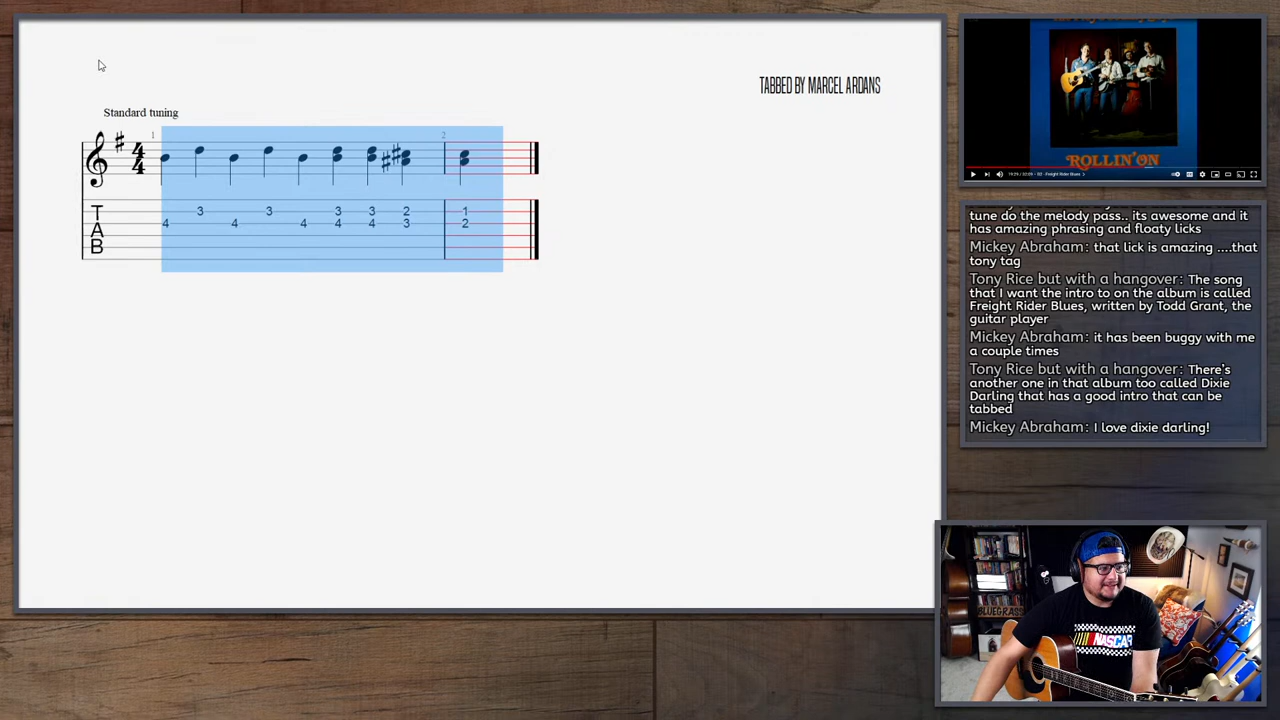 TABBED BY MARCEL ARDANS
Standard tuning
1
2
4
4
T
A
B
3
3
3
3
2
1
4
4
4
4
4
3
2
ROLLIN' ON
tune do the melody pass.. its awesome and it
has amazing phrasing and floaty licks
Mickey Abraham: that lick is amazing ....that
tony tag
Tony Rice but with a hangover: The song
that I want the intro to on the album is called
Freight Rider Blues, written by Todd Grant, the
guitar player
Mickey Abraham: it has been buggy with me
a couple times
Tony Rice but with a hangover: There's
another one in that album too called Dixie
Darling that has a good intro that can be
tabbed
Mickey Abraham: I love dixie darling!
BLUEGRASS
NASCAR